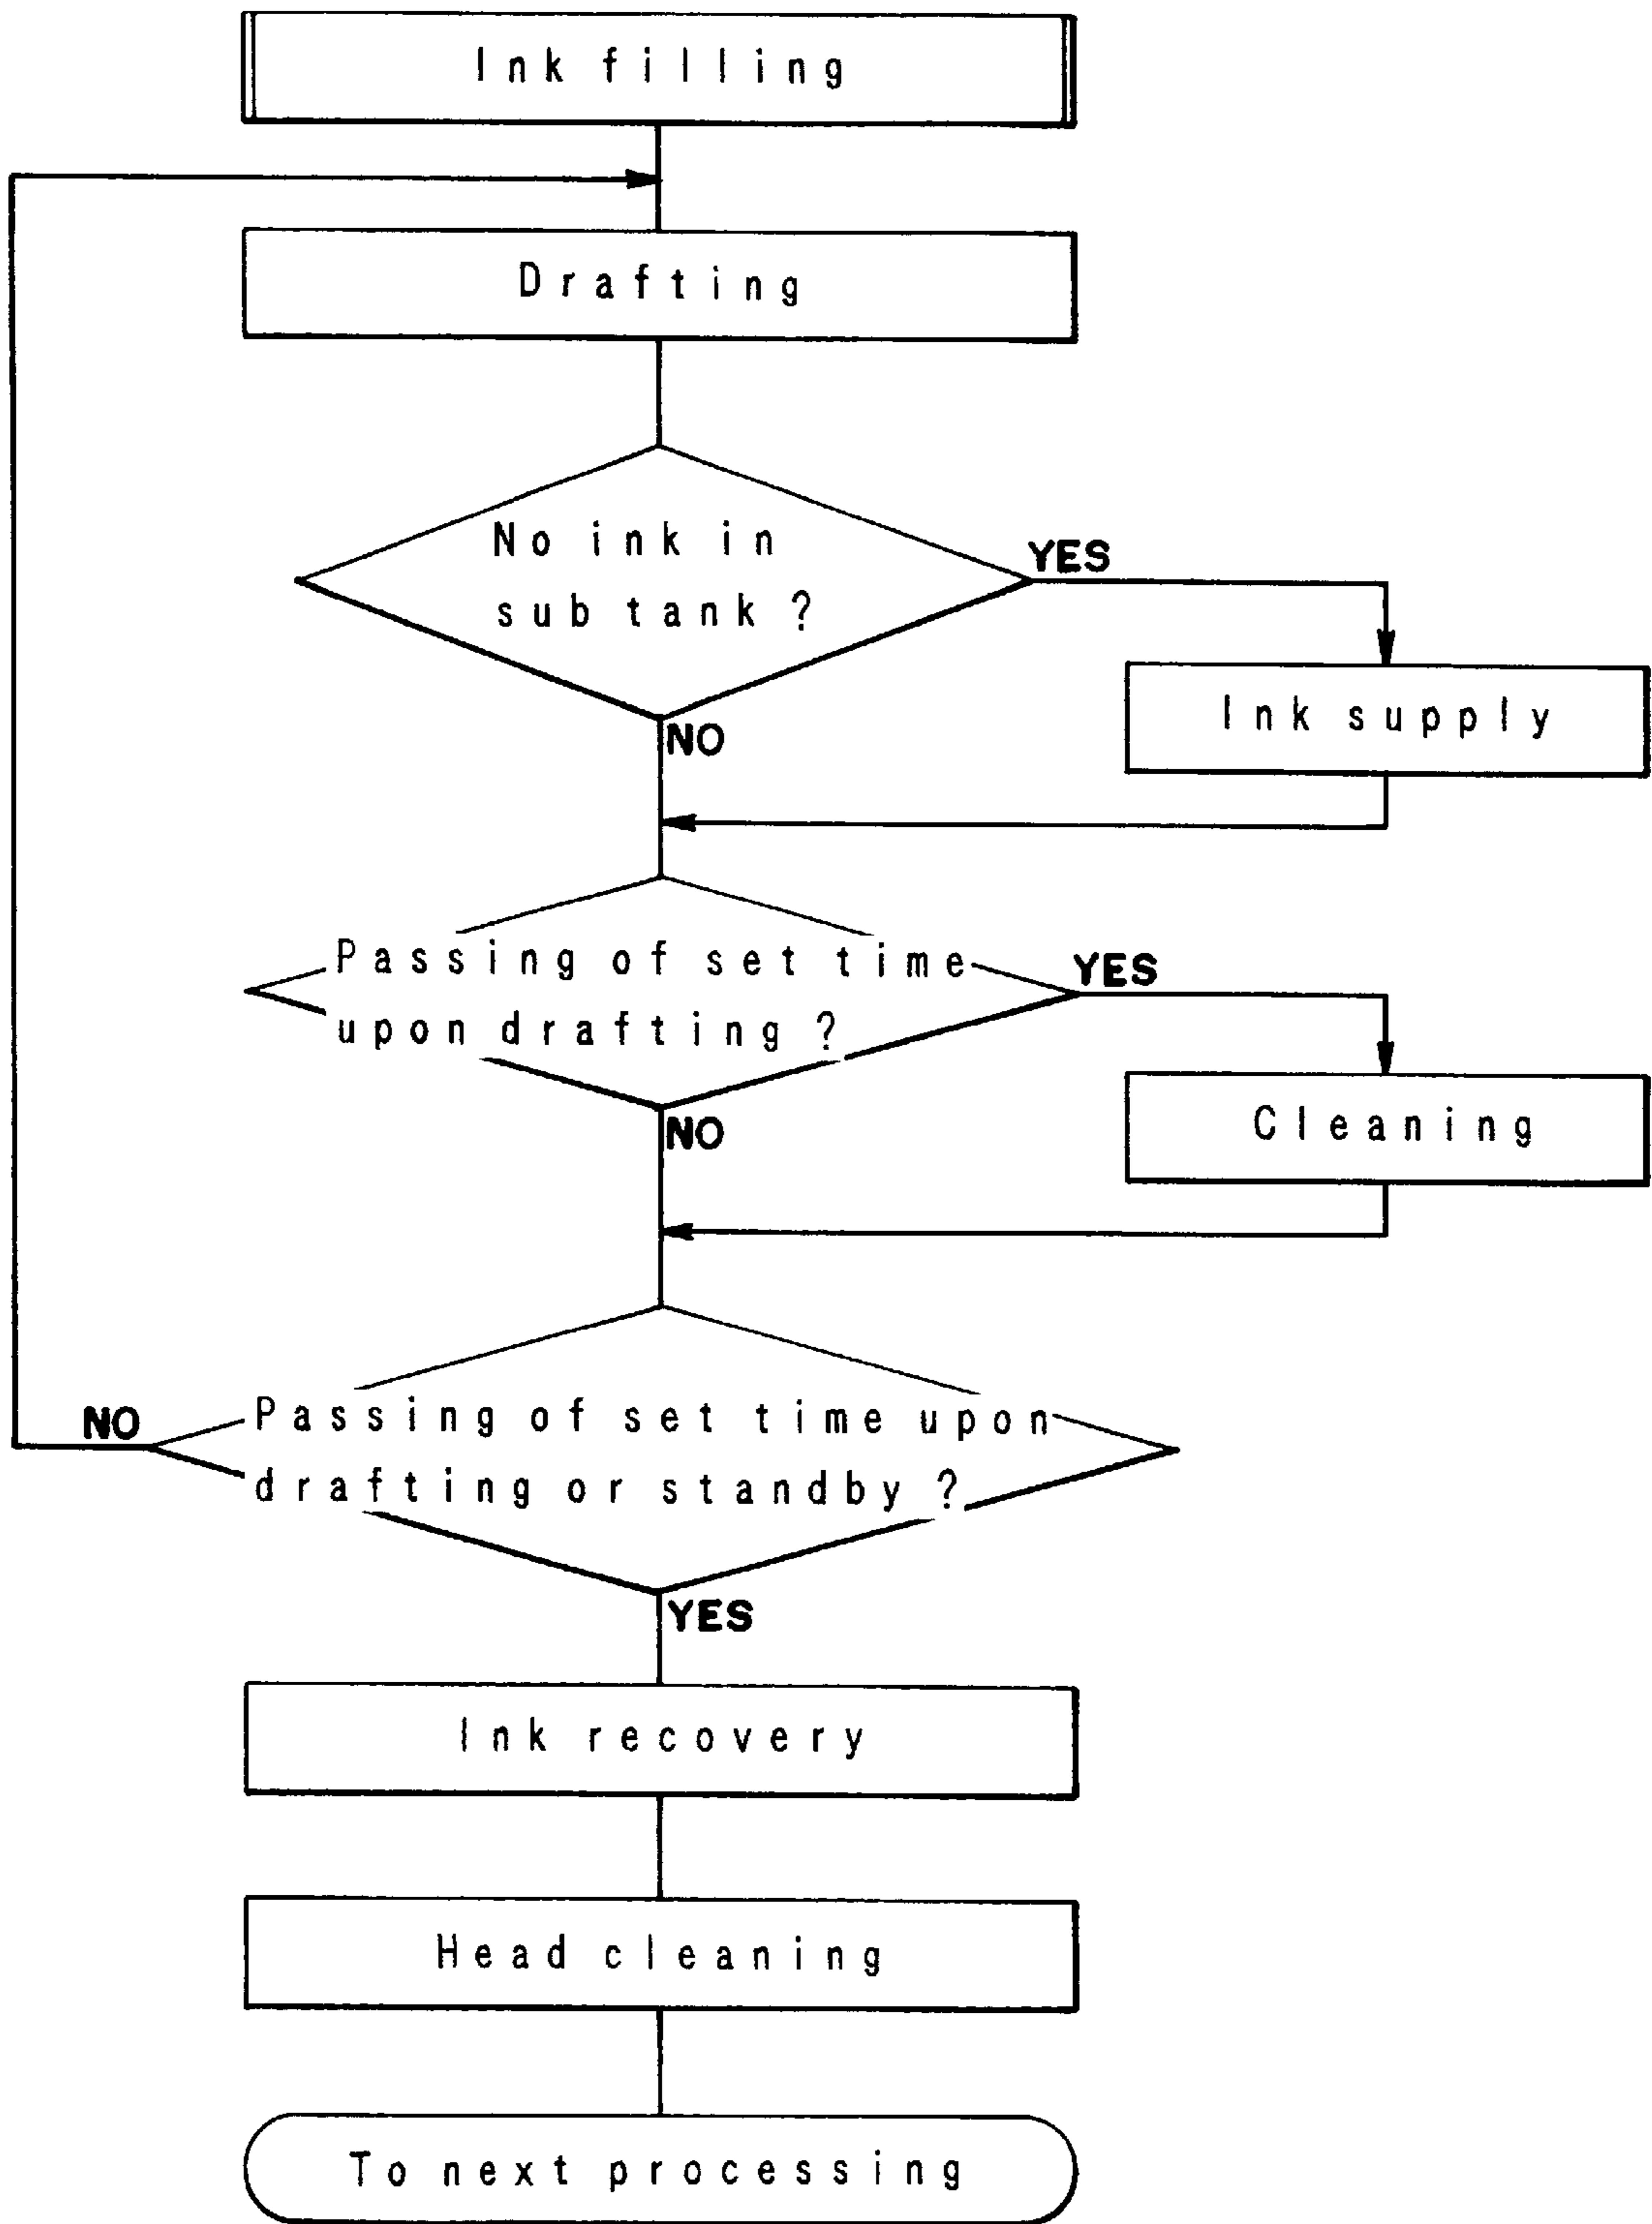 Ink filling
Drafting
No ink in
sub tank ?
YES
Ink supply
NO
Passing of set time
upon drafting ?
YES
Cleaning
NO
Passing of set time upon
drafting or standby ?
NO
YES
Ink recovery
Head cleaning
To next processing